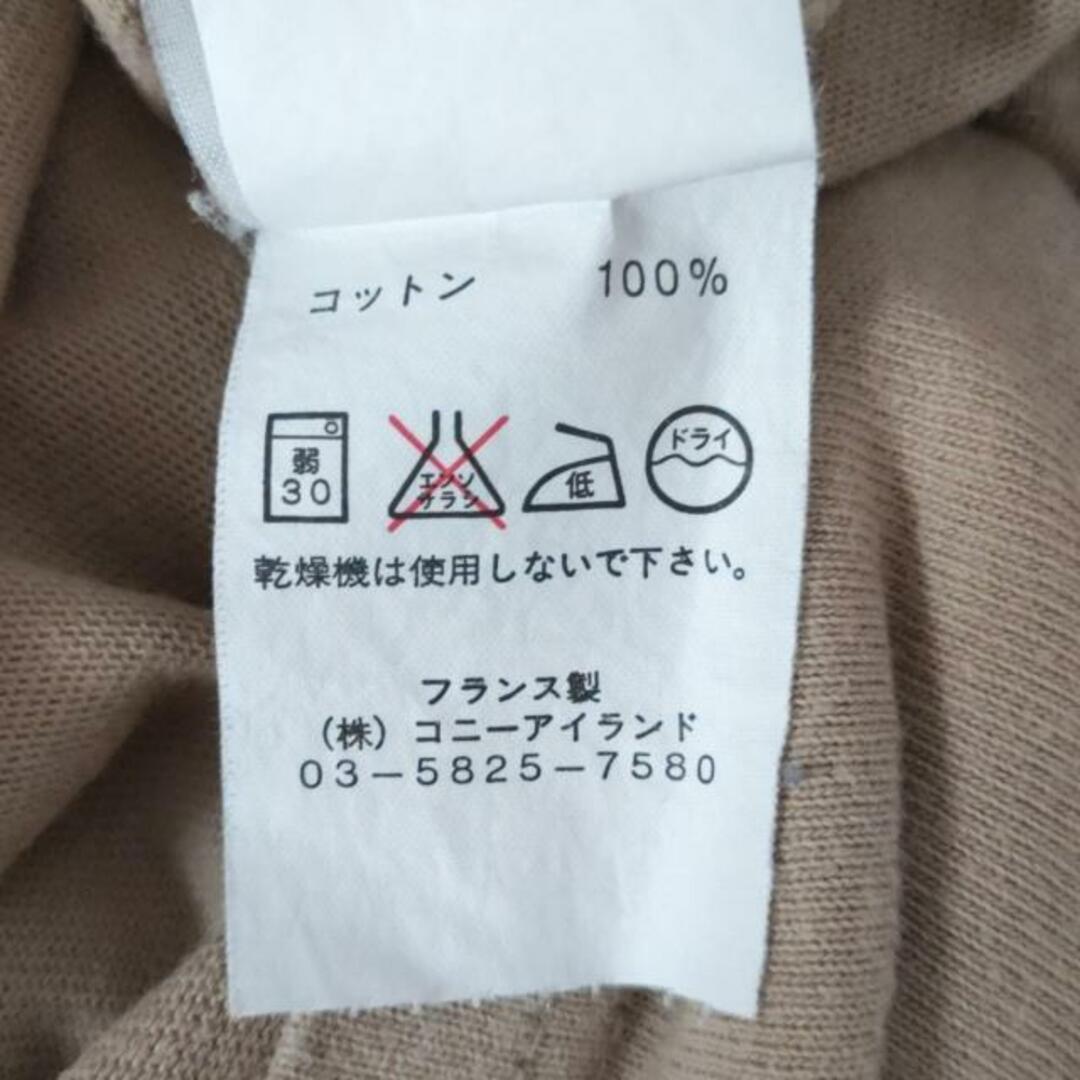 コットン 100%
弱 エンソ 低 ドライ
30 サラシ
乾燥機は使用しないで下さい。
フランス製
(株) コニーアイランド
03-5825-7580